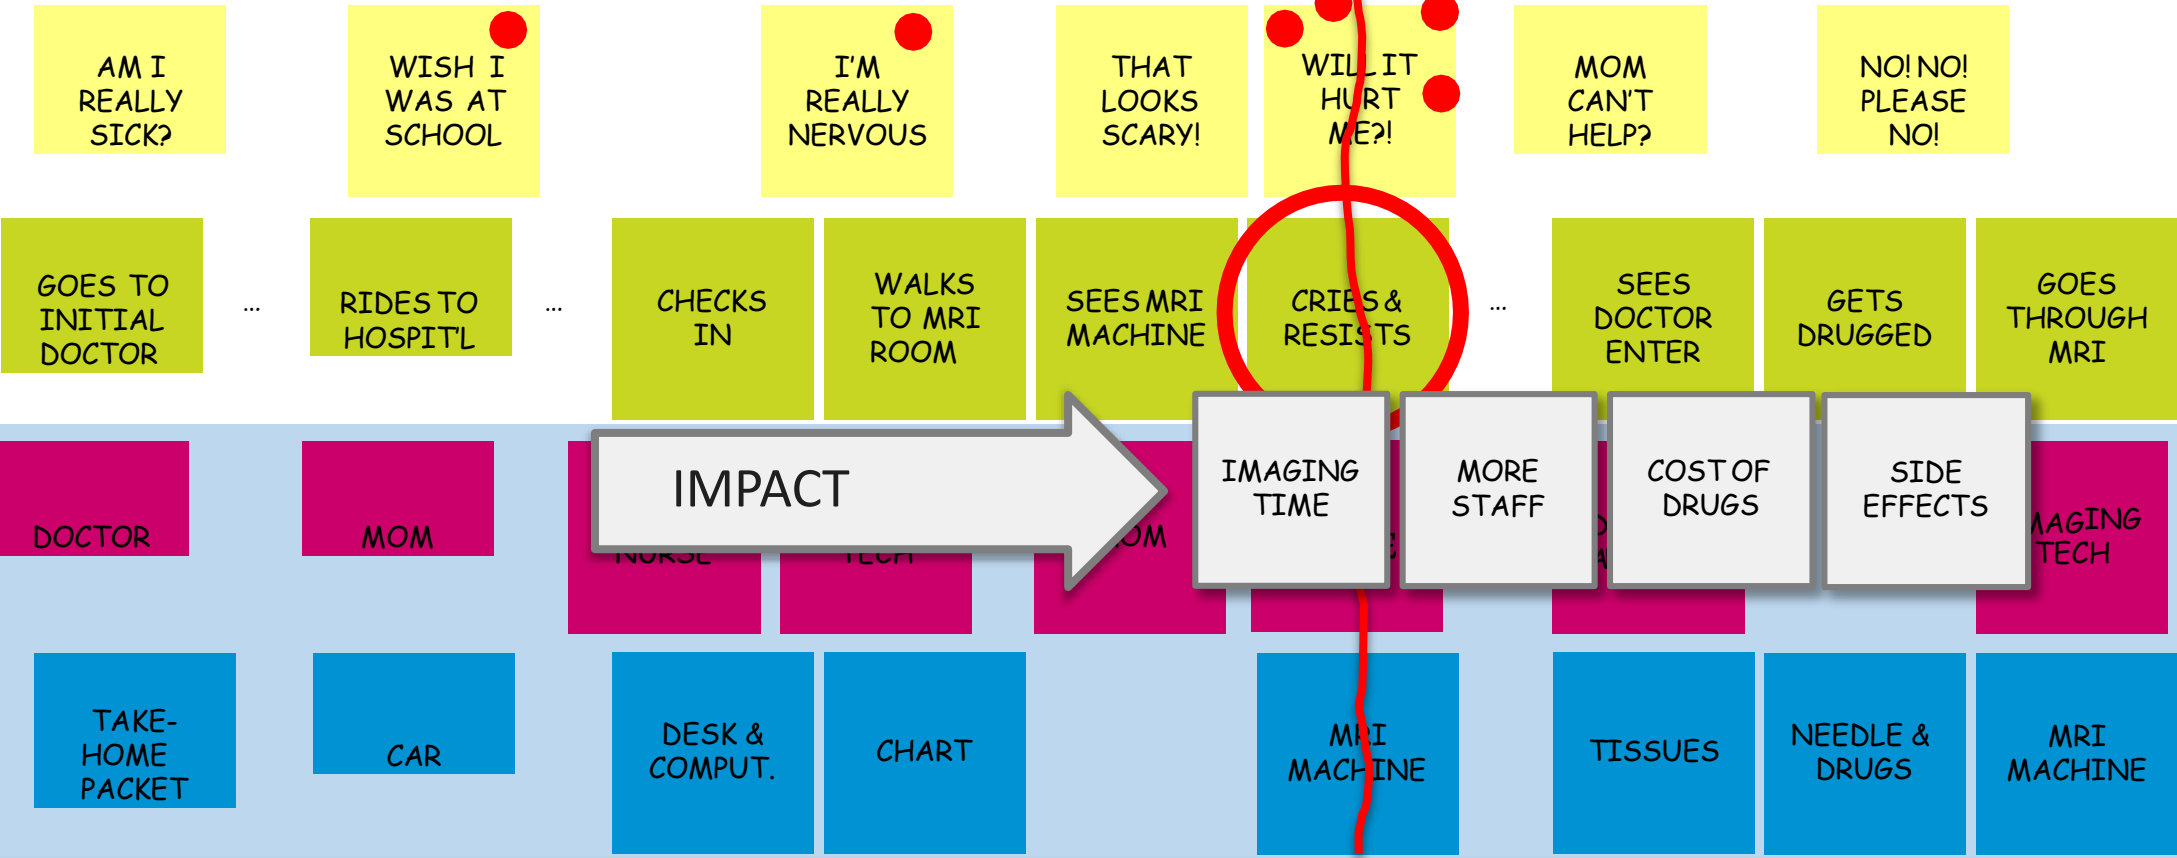 AM I
REALLY
SICK?
WISH I
WAS AT
SCHOOL
I'M
REALLY
NERVOUS
THAT
LOOKS
SCARY!
WILL IT
HURT
ME?!
MOM
CAN'T
HELP?
NO! NO!
PLEASE
NO!
GOES TO
INITIAL
DOCTOR
...
RIDES TO
HOSPIT'L
...
CHECKS
IN
WALKS
TO MRI
ROOM
SEES MRI
MACHINE
CRIES &
RESISTS
...
SEES
DOCTOR
ENTER
GETS
DRUGGED
GOES
THROUGH
MRI
DOCTOR
MOM
NURSE
TECH
IMPACT
IMAGING
TIME
MORE
STAFF
COST OF
DRUGS
SIDE
EFFECTS
TECH
TAKE-
HOME
PACKET
CAR
DESK &
COMPUT.
CHART
MRI
MACHINE
TISSUES
NEEDLE &
DRUGS
MRI
MACHINE